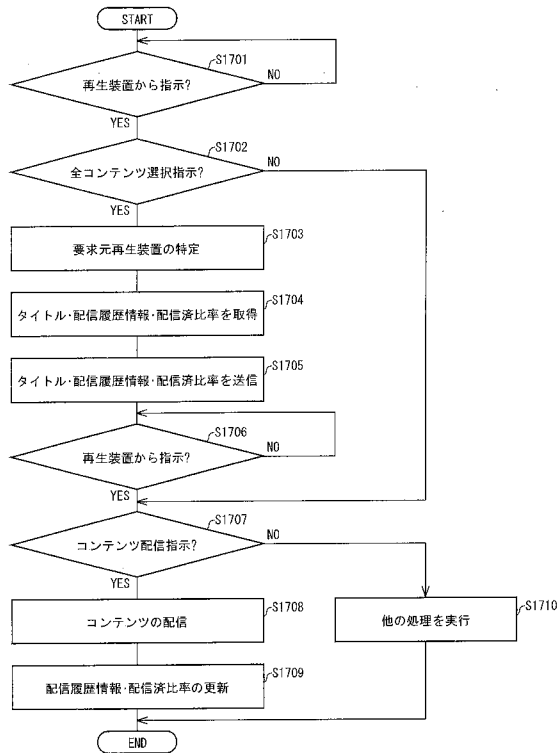 START
S1701
再生装置から指示?
NO
YES
S1702
全コンテンツ選択指示?
NO
YES
S1703
要求元再生装置の特定
S1704
タイトル・配信履歴情報・配信済比率を取得
S1705
タイトル・配信履歴情報・配信済比率を送信
S1706
再生装置から指示?
NO
YES
S1707
コンテンツ配信指示?
NO
YES
S1708
コンテンツの配信
S1710
他の処理を実行
S1709
配信履歴情報・配信済比率の更新
END